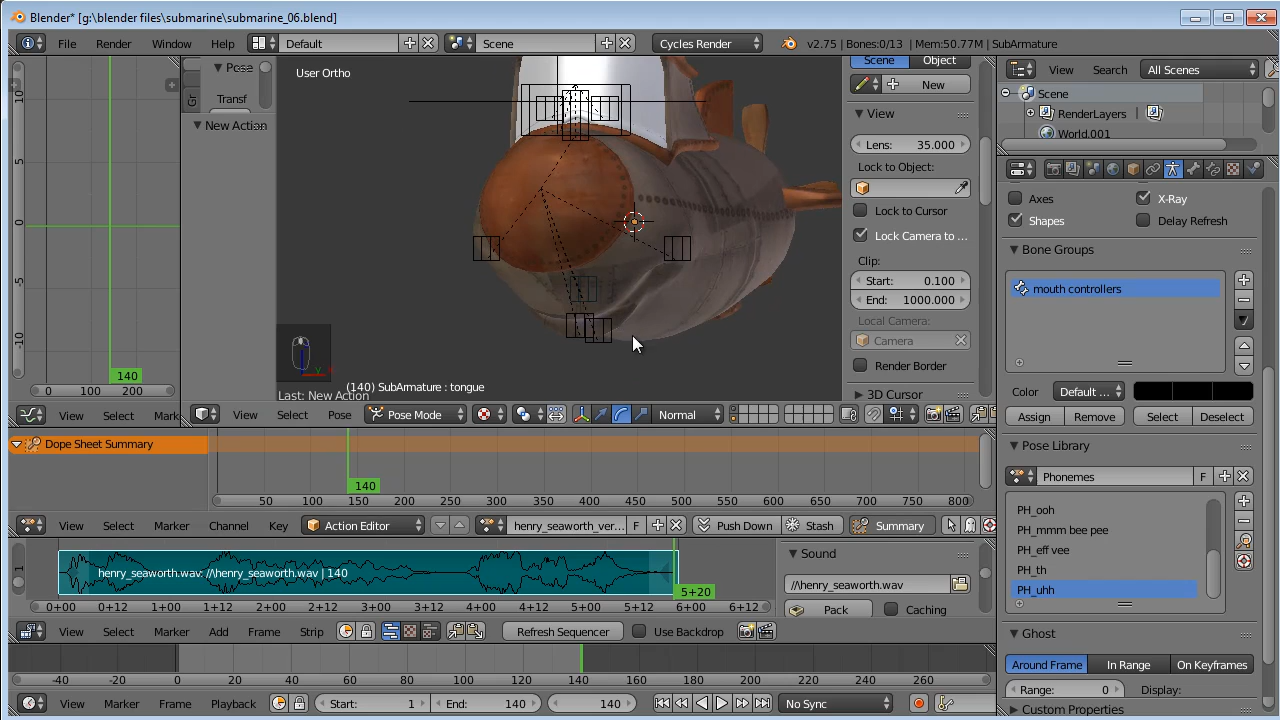 Blender* [g:\blender files\submarine\submarine_06.blend]
File Render Window Help Default Scene Cycles Render v2.75 | Bones:0/13 | Mem:50.77M | SubArmature
10
5
0
-5
-10
140
0 100 200
View Select Mark
Pose
Transf
Gr
New Action
User Ortho
(140) SubArmature : tongue
Last: New Action
View Select Pose Pose Mode Normal
Scene Object
New
View
Lens: 35.000
Lock to Object:
Lock to Cursor
Lock Camera to ...
Clip:
Start: 0.100
End: 1000.000
Local Camera:
Camera
Render Border
3D Cursor
View Search All Scenes
Scene
RenderLayers
World.001
Axes X-Ray
Shapes Delay Refresh
Bone Groups
mouth controllers
Color Default ...
Assign Remove Select Deselect
Pose Library
Phonemes F
PH_ooh
PH_mmm bee pee
PH_eff vee
PH_th
PH_uhh
Ghost
Around Frame In Range On Keyframes
Range: 0 Display:
Custom Properties
Dope Sheet Summary
140
50 100 150 200 250 300 350 400 450 500 550 600 650 700 750 800
View Select Marker Channel Key Action Editor henry_seaworth_ver... F Push Down Stash Summary
1
henry_seaworth.wav: //\henry_seaworth.wav | 140
5+20
0+00 0+12 1+00 1+12 2+00 2+12 3+00 3+12 4+00 4+12 5+00 5+12 6+00 6+12
Sound
//\henry_seaworth.wav
Pack Caching
View Select Marker Add Frame Strip Refresh Sequencer Use Backdrop
-40 -20 0 20 40 60 80 100 120 140 160 180 200 220 240 260
View Marker Frame Playback Start: 1 End: 140 140 No Sync